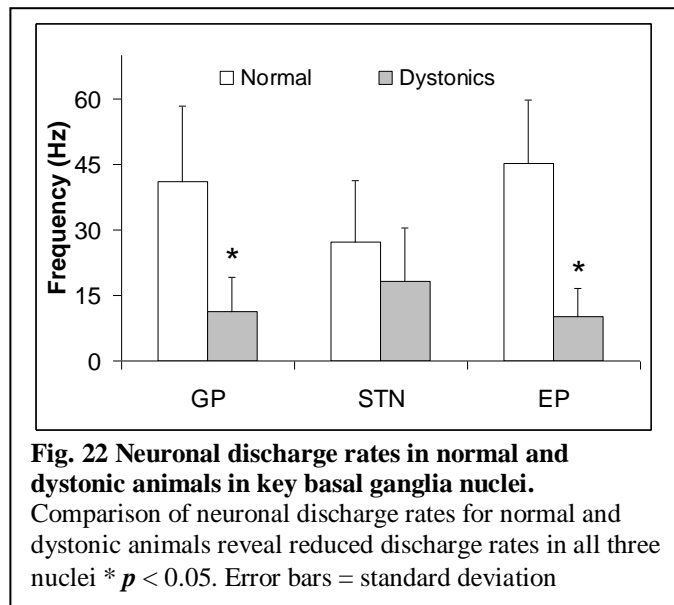 Normal Dystonics
Frequency (Hz)
60
45
30
15
0
GP STN EP
* *
Fig. 22 Neuronal discharge rates in normal and
dystonic animals in key basal ganglia nuclei.
Comparison of neuronal discharge rates for normal and
dystonic animals reveal reduced discharge rates in all three
nuclei * p < 0.05. Error bars = standard deviation